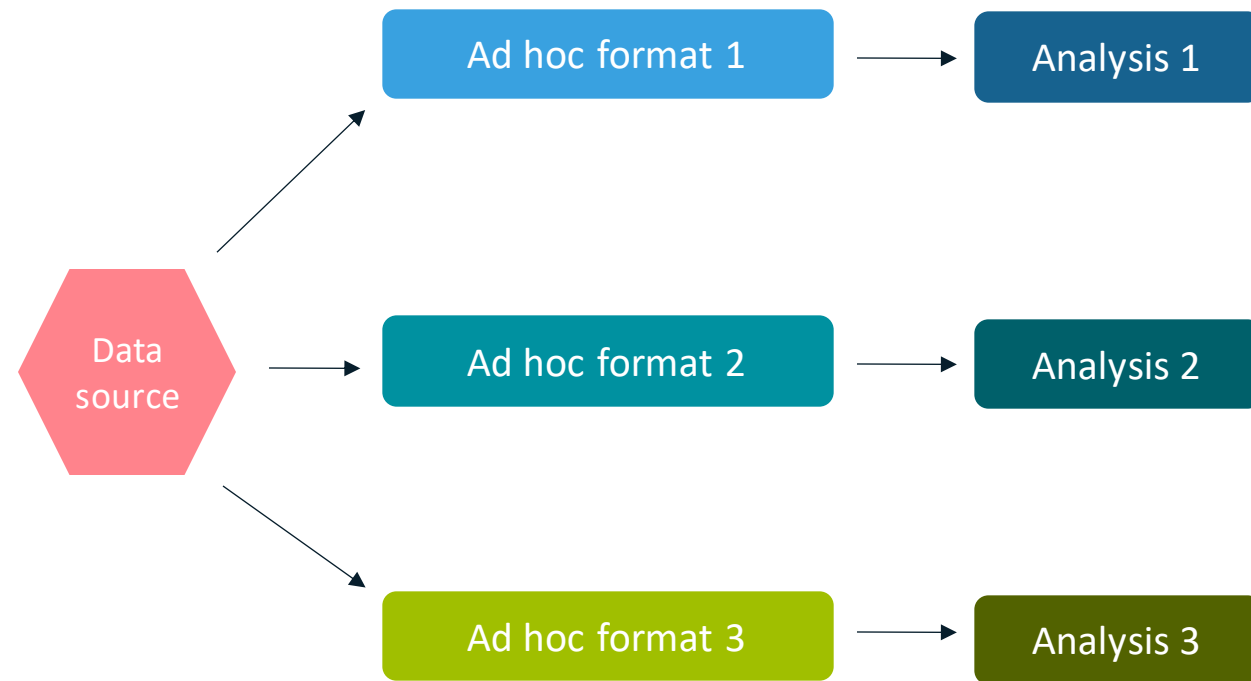 Ad hoc format 1
Analysis 1
Data
source
Ad hoc format 2
Analysis 2
Ad hoc format 3
Analysis 3